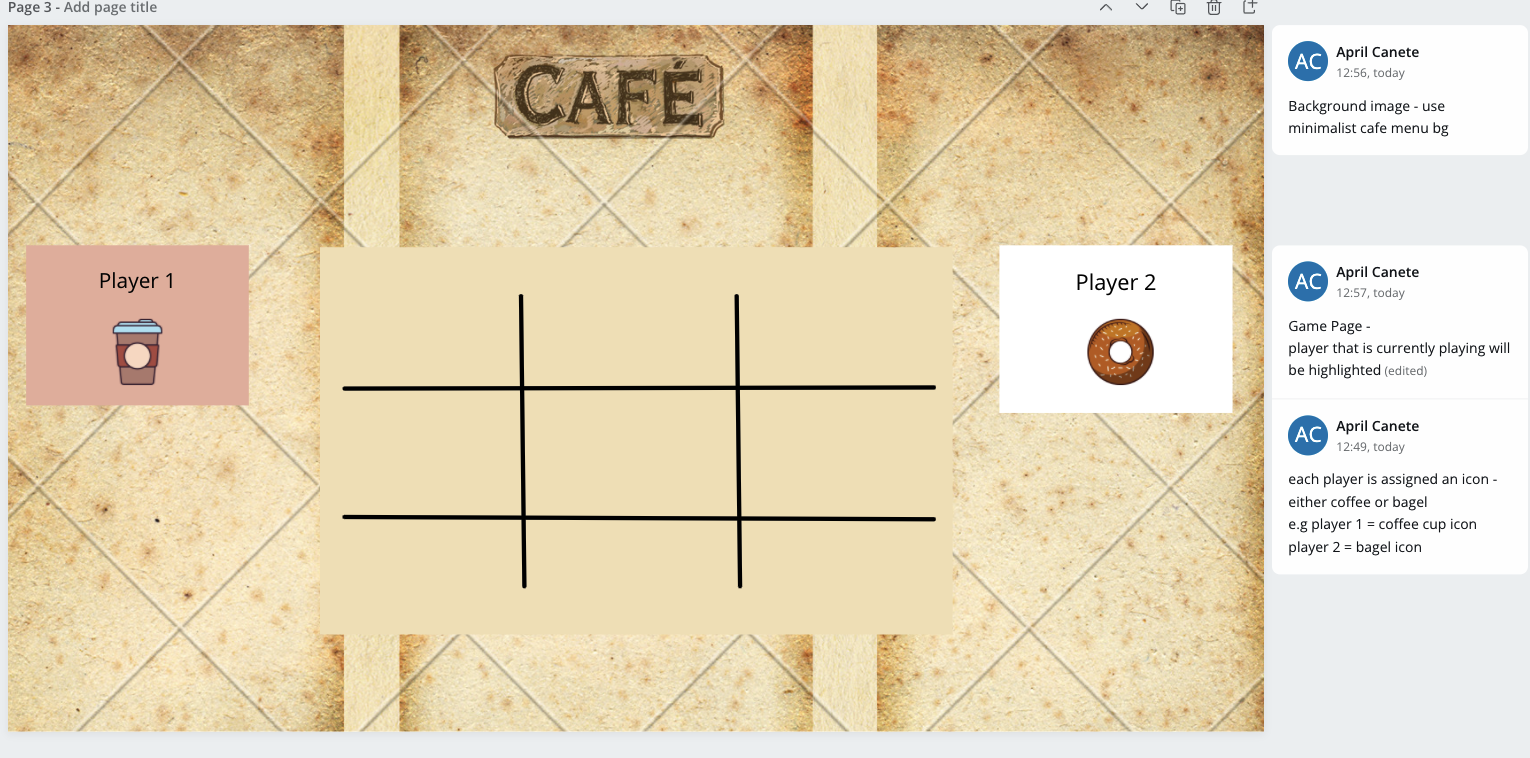 Page 3 - Add page title
CAFÉ
Player 1
Player 2
AC
April Canete
12:56, today
Background image - use
minimalist cafe menu bg
AC
April Canete
12:57, today
Game Page -
player that is currently playing will
be highlighted (edited)
AC
April Canete
12:49, today
each player is assigned an icon -
either coffee or bagel
e.g player 1 = coffee cup icon
player 2 = bagel icon